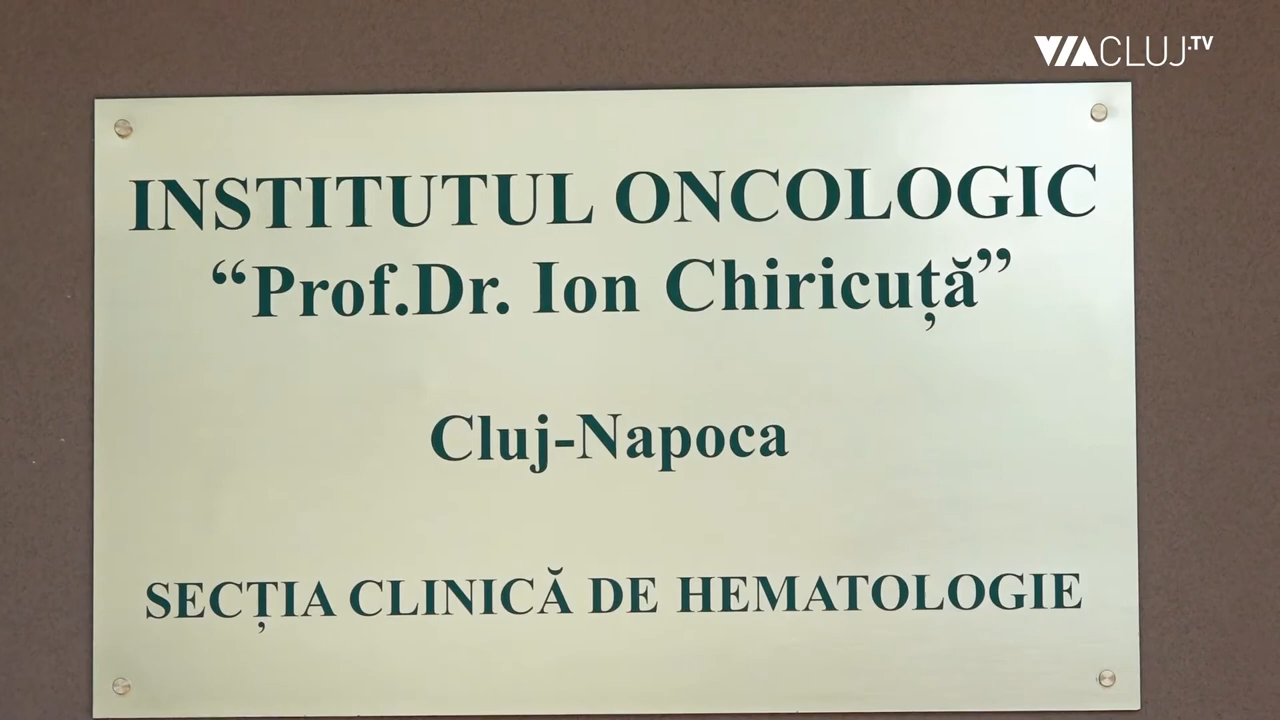 VIACLUJ.TV
INSTITUTUL ONCOLOGIC
“Prof.Dr. Ion Chiricuță”
Cluj-Napoca
SECȚIA CLINICĂ DE HEMATOLOGIE